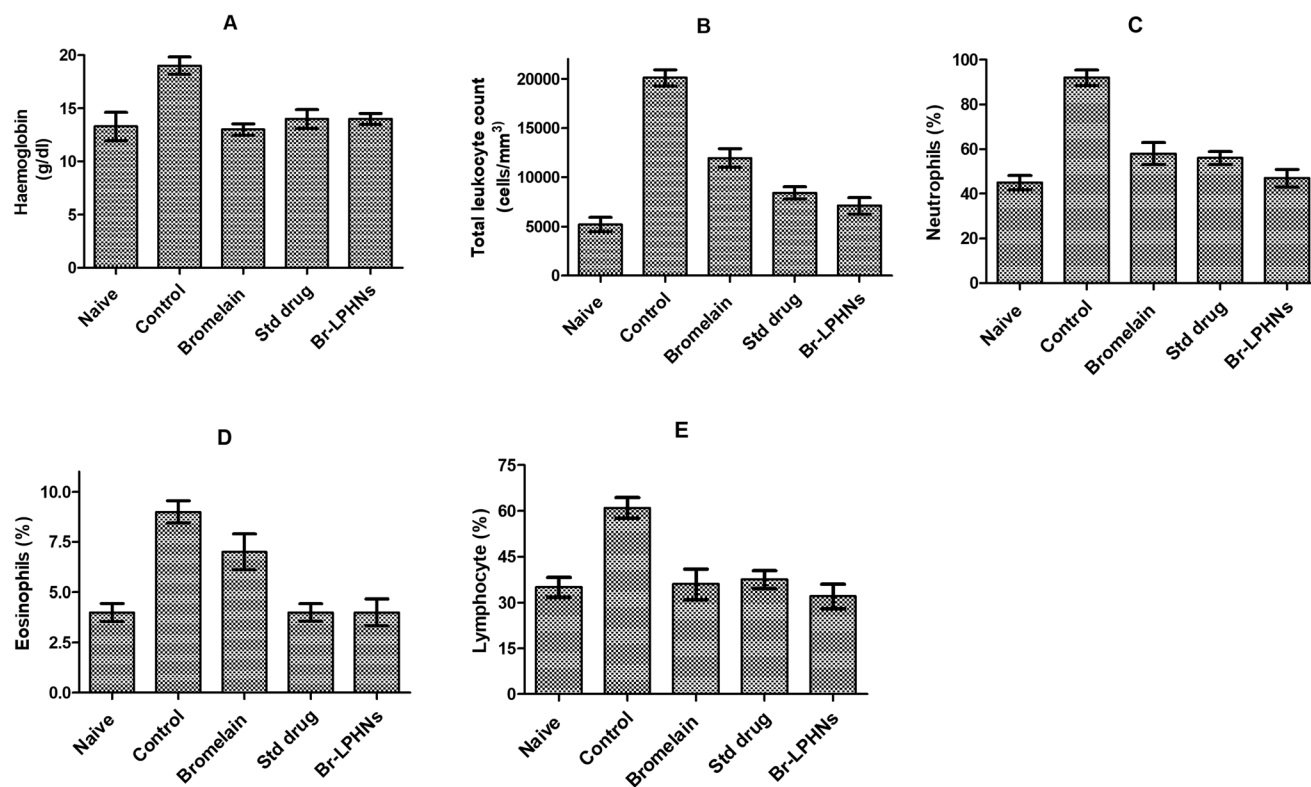 A
Haemoglobin
(g/dl)
20
15
10
5
0
Naive
Control
Bromelain
Std drug
Br-LPHNs
B
Total leukocyte count
(cells/mm³)
20000
15000
10000
5000
0
Naive
Control
Bromelain
Std drug
Br-LPHNs
C
Neutrophils (%)
100
80
60
40
20
0
Naive
Control
Bromelain
Std drug
Br-LPHNs
D
Eosinophils (%)
10.0
7.5
5.0
2.5
0.0
Naive
Control
Bromelain
Std drug
Br-LPHNs
E
Lymphocyte (%)
75
60
45
30
15
0
Naive
Control
Bromelain
Std drug
Br-LPHNs